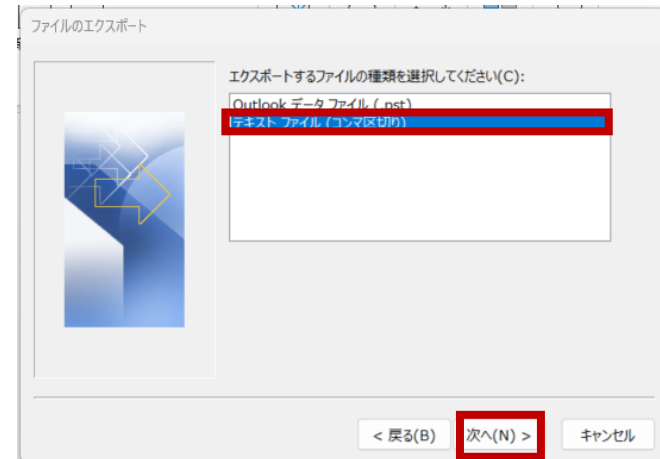 ファイルのエクスポート
エクスポートするファイルの種類を選択してください(C):
Outlook データ ファイル (.pst)
テキスト ファイル (コンマ区切り)
< 戻る(B)
次へ(N) >
キャンセル